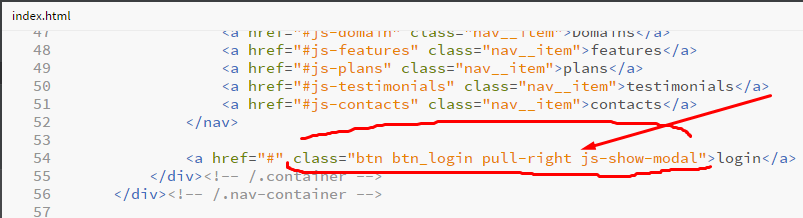 index.html
47 <a href="#js-domain" class="nav__item">Domains</a>
48 <a href="#js-features" class="nav__item">features</a>
49 <a href="#js-plans" class="nav__item">plans</a>
50 <a href="#js-testimonials" class="nav__item">testimonials</a>
51 <a href="#js-contacts" class="nav__item">contacts</a>
52 </nav>
53
54 <a href="#" class="btn btn_login pull-right js-show-modal">login</a>
55 </div><!-- /.container -->
56 </div><!-- /.nav-container -->
57